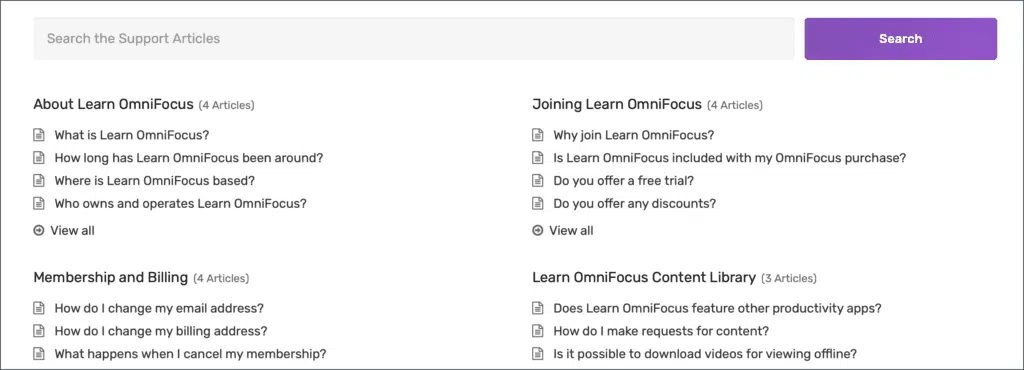 Search the Support Articles
Search
About Learn OmniFocus (4 Articles)
What is Learn OmniFocus?
How long has Learn OmniFocus been around?
Where is Learn OmniFocus based?
Who owns and operates Learn OmniFocus?
View all
Joining Learn OmniFocus (4 Articles)
Why join Learn OmniFocus?
Is Learn OmniFocus included with my OmniFocus purchase?
Do you offer a free trial?
Do you offer any discounts?
View all
Membership and Billing (4 Articles)
How do I change my email address?
How do I change my billing address?
What happens when I cancel my membership?
Learn OmniFocus Content Library (3 Articles)
Does Learn OmniFocus feature other productivity apps?
How do I make requests for content?
Is it possible to download videos for viewing offline?